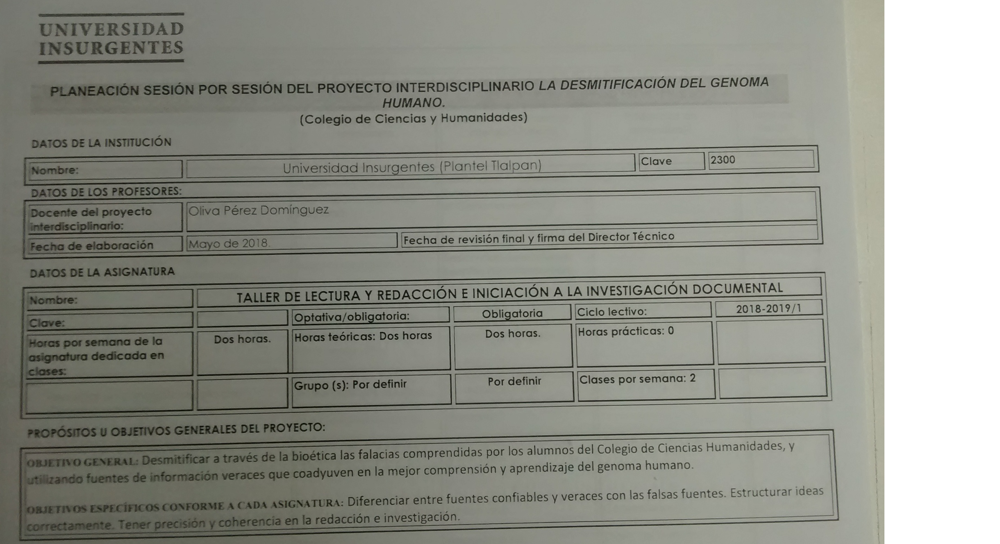 UNIVERSIDAD
INSURGENTES
PLANEACIÓN SESIÓN POR SESIÓN DEL PROYECTO INTERDISCIPLINARIO LA DESMITIFICACIÓN DEL GENOMA
HUMANO.
(Colegio de Ciencias y Humanidades)
DATOS DE LA INSTITUCIÓN
Nombre: Universidad Insurgentes (Plantel Tlalpan) Clave 2300
DATOS DE LOS PROFESORES:
Docente del proyecto Oliva Pérez Domínguez
interdisciplinario:
Fecha de elaboración Mayo de 2018. Fecha de revisión final y firma del Director Técnico
DATOS DE LA ASIGNATURA
Nombre: TALLER DE LECTURA Y REDACCIÓN E INICIACIÓN A LA INVESTIGACIÓN DOCUMENTAL
Clave: Optativa/obligatoria: Obligatoria Ciclo lectivo: 2018-2019/1
Horas por semana de la Dos horas. Horas teóricas: Dos horas Dos horas. Horas prácticas: 0
asignatura dedicada en
clases:
Grupo (s): Por definir Por definir Clases por semana: 2
PROPÓSITOS U OBJETIVOS GENERALES DEL PROYECTO:
OBJETIVO GENERAL: Desmitificar a través de la bioética las falacias comprendidas por los alumnos del Colegio de Ciencias Humanidades, y
utilizando fuentes de información veraces que coadyuven en la mejor comprensión y aprendizaje del genoma humano.
OBJETIVOS ESPECÍFICOS CONFORME A CADA ASIGNATURA: Diferenciar entre fuentes confiables y veraces con las falsas fuentes. Estructurar ideas
correctamente. Tener precisión y coherencia en la redacción e investigación.